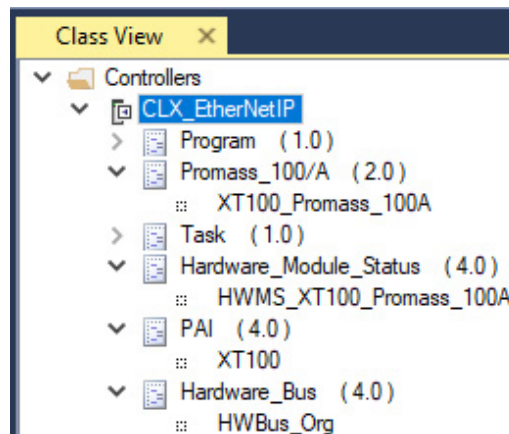 Class View ×
Controllers
CLX_EtherNetIP
Program (1.0)
Promass_100/A (2.0)
XT100_Promass_100A
Task (1.0)
Hardware_Module_Status (4.0)
HWMS_XT100_Promass_100A
PAI (4.0)
XT100
Hardware_Bus (4.0)
HWBus_Org